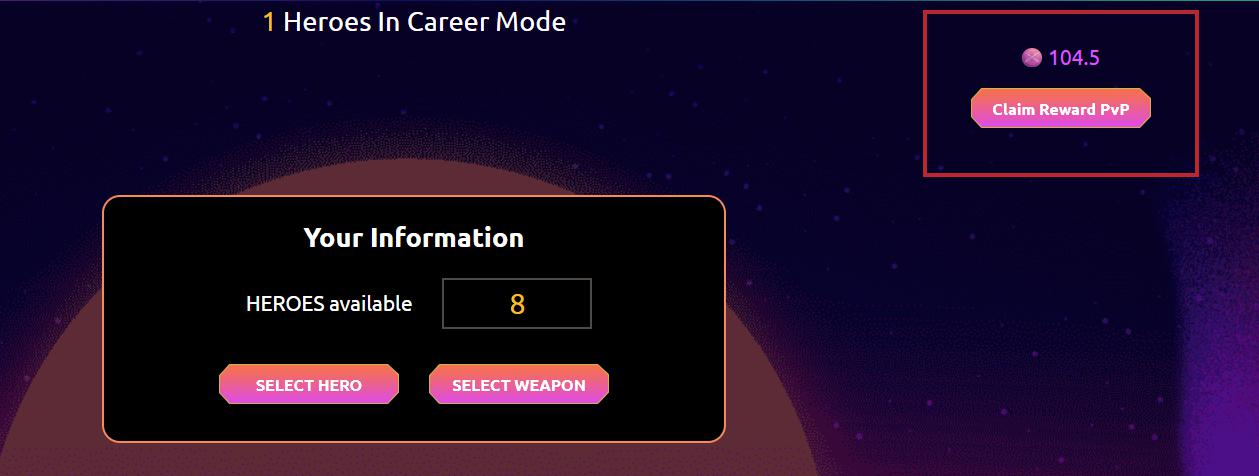 1 Heroes In Career Mode
104.5
Claim Reward PvP
Your Information
HEROES available 8
SELECT HERO SELECT WEAPON